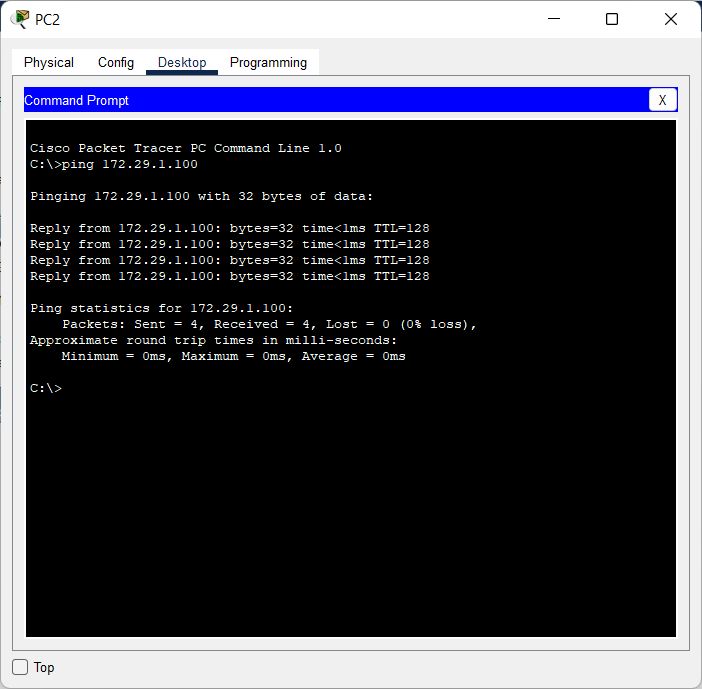 PC2
Physical Config Desktop Programming
Command Prompt X
Cisco Packet Tracer PC Command Line 1.0
C:\>ping 172.29.1.100
Pinging 172.29.1.100 with 32 bytes of data:
Reply from 172.29.1.100: bytes=32 time<1ms TTL=128
Reply from 172.29.1.100: bytes=32 time<1ms TTL=128
Reply from 172.29.1.100: bytes=32 time<1ms TTL=128
Reply from 172.29.1.100: bytes=32 time<1ms TTL=128
Ping statistics for 172.29.1.100:
Packets: Sent = 4, Received = 4, Lost = 0 (0% loss),
Approximate round trip times in milli-seconds:
Minimum = 0ms, Maximum = 0ms, Average = 0ms
C:\>
Top